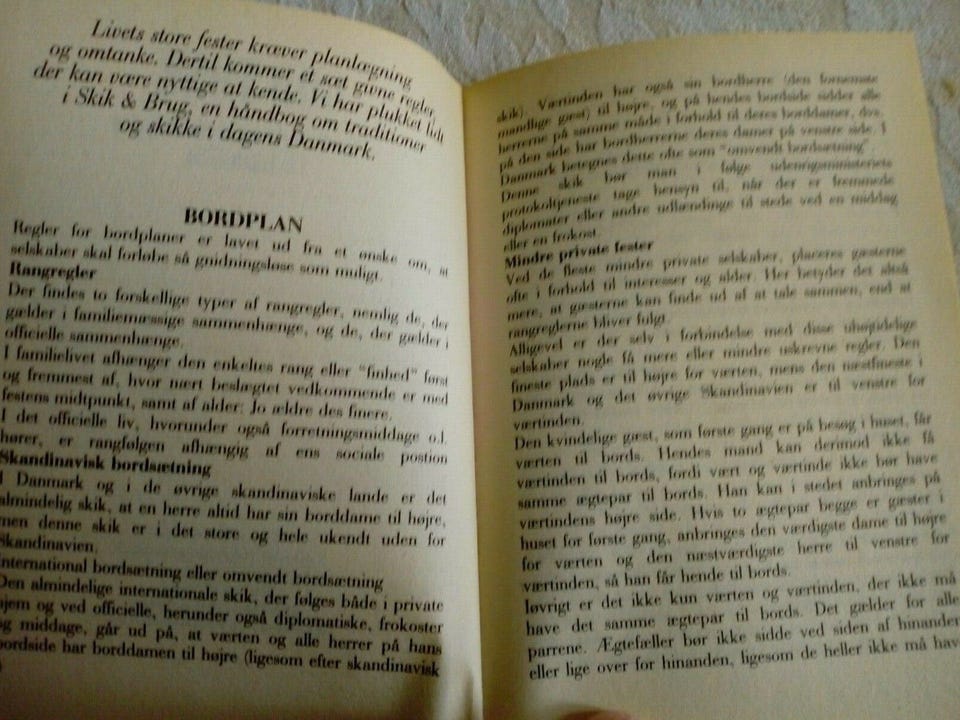 Livets store fester kræver planlægning
og omtanke. Dertil kommer et sæt givne regler,
der kan være nyttige at kende. Vi har plukket lidt
i Skik & Brug, en håndbog om traditioner
og skikke i dagens Danmark.
BORDPLAN
Regler for bordplaner er lavet ud fra et ønske om, at
selskaber skal forløbe så gnidningsløse som muligt.
Rangregler
Der findes to forskellige typer af rangregler, nemlig de, der
gælder i familiemæssige sammenhænge, og de, der gælder i
officielle sammenhænge.
I familielivet afhænger den enkeltes rang eller "finhed" først
og fremmest af, hvor nært beslægtet vedkommende er med
festens midtpunkt, samt af alder: Jo ældre des finere.
I det officielle liv, hvorunder også forretningsmiddage o.l.
hører, er rangfølgen afhængig af ens sociale postion
Skandinavisk bordsætning
I Danmark og i de øvrige skandinaviske lande er det
almindelig skik, at en herre altid har sin borddame til højre,
men denne skik er i det store og hele ukendt uden for
Skandinavien.
International bordsætning eller omvendt bordsætning
Den almindelige internationale skik, der følges både i private
hjem og ved officielle, herunder også diplomatiske, frokoster
og middage, går ud på, at værten og alle herrer på hans
bordside har borddamen til højre (ligesom efter skandinavisk
skik). Værtinden har også sin bordherre (den fornemste
mandlige gæst) til højre, og på hendes bordside sidder alle
herrerne på samme måde i forhold til deres borddamer, dvs.
på den side har bordherrerne deres damer på venstre side. I
Danmark betegnes dette ofte som "omvendt bordsætning".
Denne skik bør man i følge udenrigsministeriets
protokoltjeneste tage hensyn til, når der er fremmede
diplomater eller andre udlændinge til stede ved en middag
eller en frokost.
Mindre private fester
Ved de fleste mindre private selskaber, placeres gæsterne
ofte i forhold til interesser og alder. Her betyder det altså
mere, at gæsterne kan finde ud af at tale sammen, end at
rangreglerne bliver fulgt.
Alligevel er der selv i forbindelse med disse uhøjtidelige
selskaber nogle få mere eller mindre uskrevne regler. Den
fineste plads er til højre for værten, mens den næstfineste i
Danmark og det øvrige Skandinavien er til venstre for
værtinden.
Den kvindelige gæst, som første gang er på besøg i huset, får
værten til bords. Hendes mand kan derimod ikke få
værtinden til bords, fordi vært og værtinde ikke bør have
samme ægtepar til bords. Han kan i stedet anbringes på
værtindens højre side. Hvis to ægtepar begge er gæster i
huset for første gang, anbringes den værdigste dame til højre
for værten og den næstværdigste herre til venstre for
værtinden, så han får hende til bords.
Iøvrigt er det ikke kun værten og værtinden, der ikke må
have det samme ægtepar til bords. Det gælder for alle
parrene. Ægtefæller bør ikke sidde ved siden af hinanden
eller lige over for hinanden, ligesom de heller ikke må have